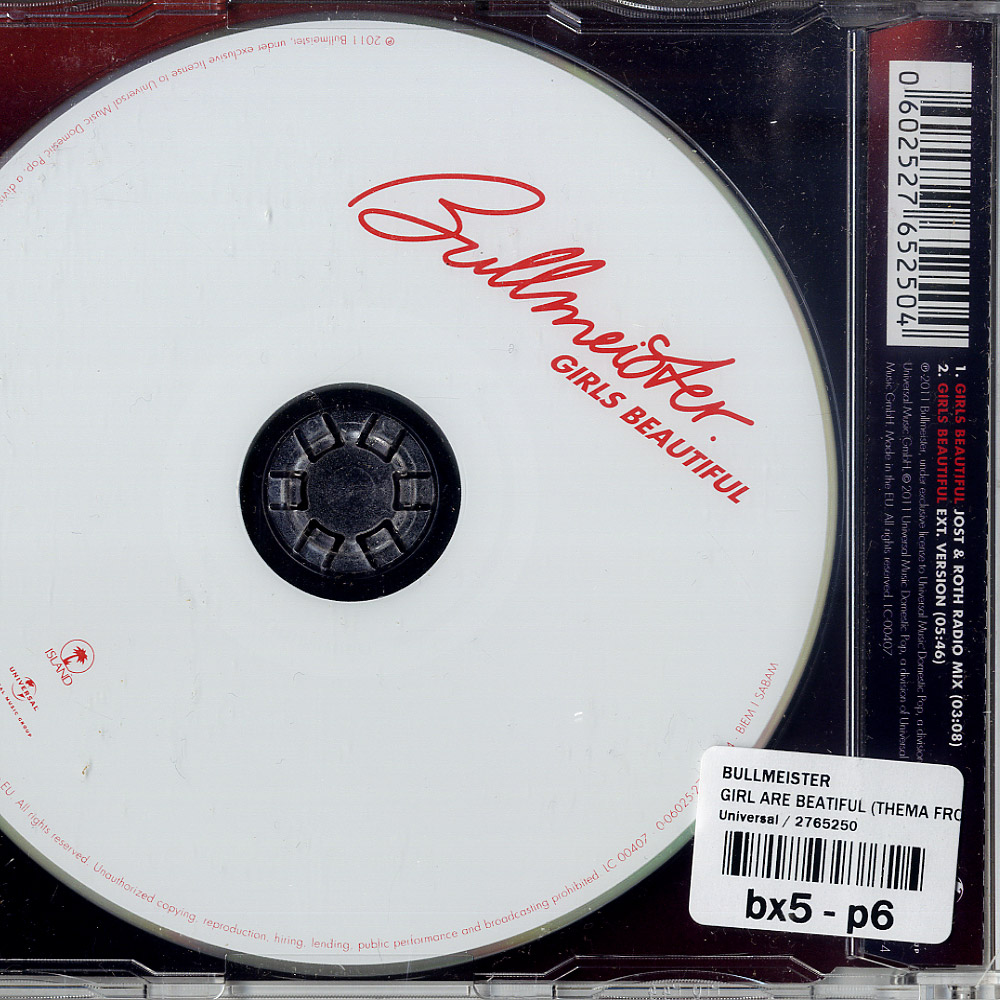 ℗ 2011 Bullmeister, under exclusive license to Universal Music Domestic Pop, a divi
Bullmeister.
GIRLS BEAUTIFUL
ISLAND
UNIVERSAL
MUSIC GROUP
BIEM | SABAM
EU. All rights reserved. Unauthorized copying, reproduction, hiring, lending, public performance and broadcasting prohibited. LC 00407 0-06025-2
0 602527 652504
1. GIRLS BEAUTIFUL JOST & ROTH RADIO MIX (03:08)
2. GIRLS BEAUTIFUL EXT. VERSION (05:46)
℗ 2011 Bullmeister, under exclusive license to Universal Music Domestic Pop, a division
Universal Music GmbH. © 2011 Universal Music Domestic Pop, a division of Universal
Music GmbH. Made in the EU. All rights reserved. LC 00407
BULLMEISTER
GIRL ARE BEATIFUL (THEMA FRO
Universal / 2765250
bx5 - p6